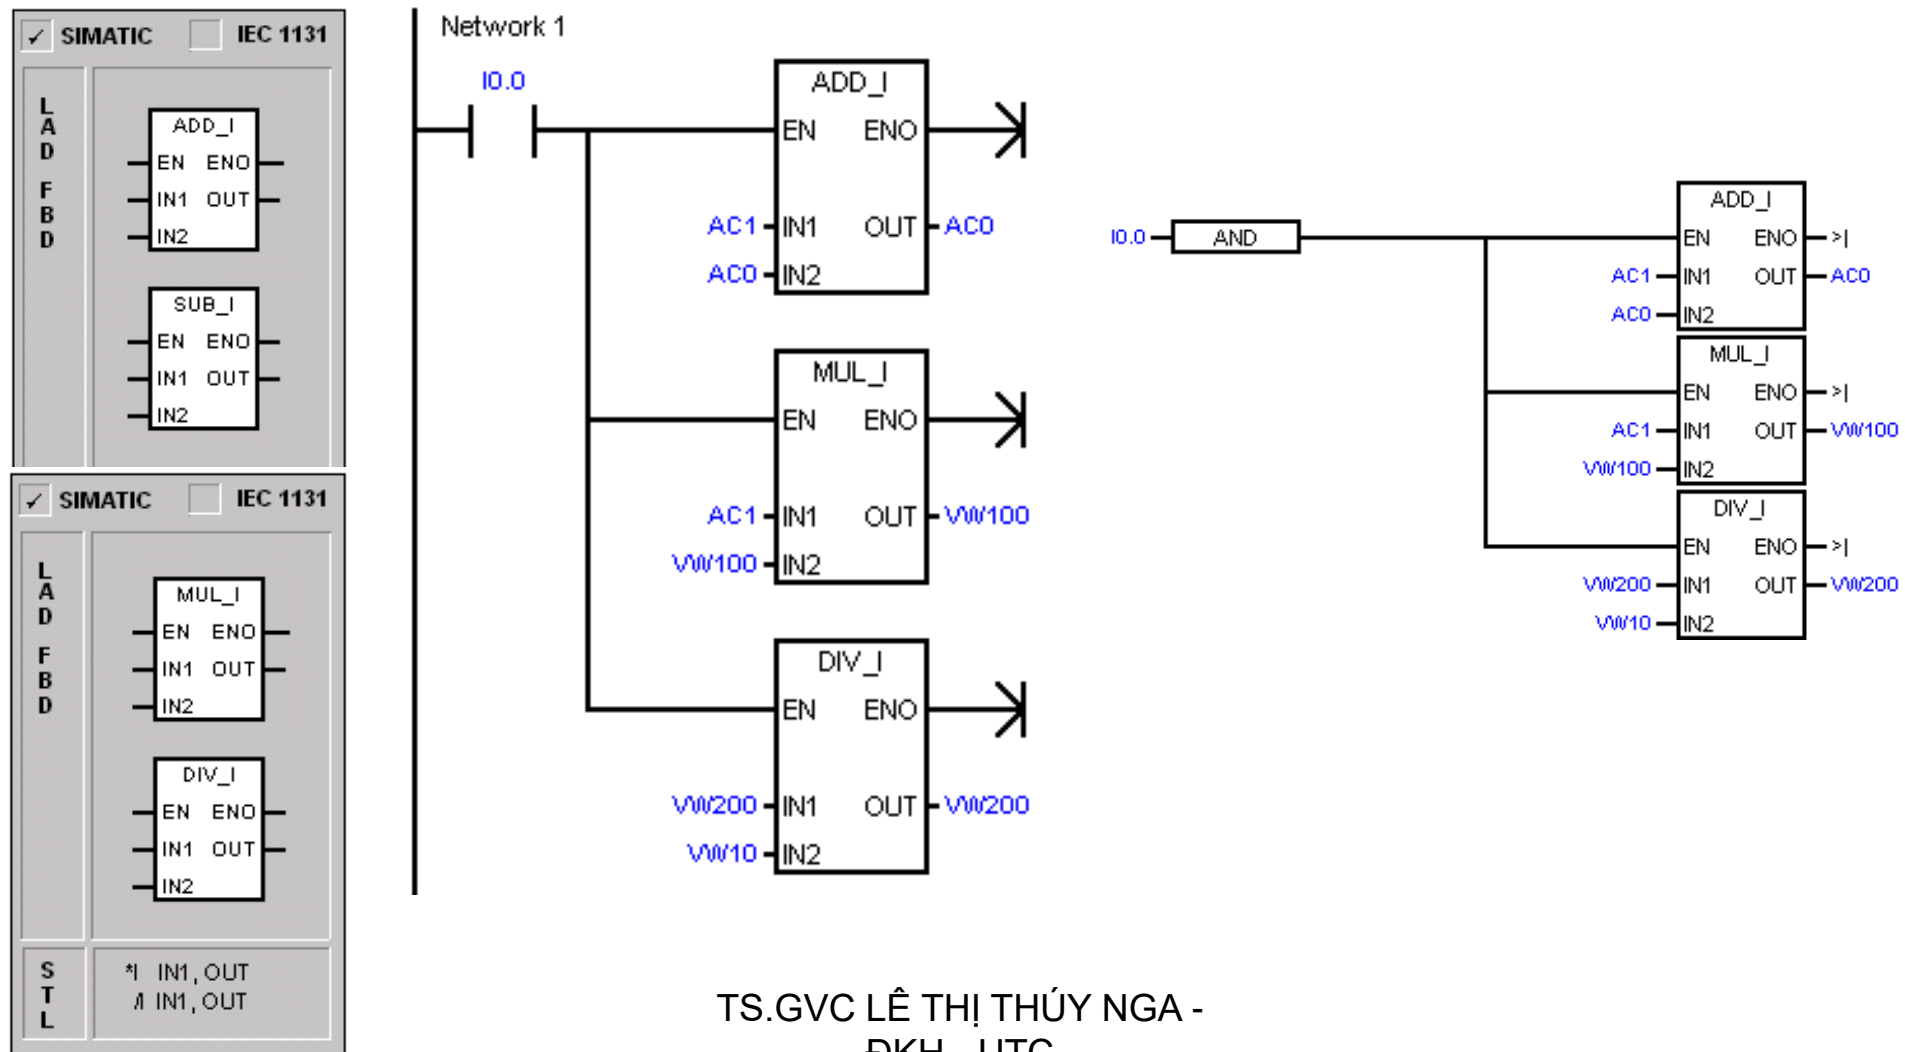 ✓ SIMATIC IEC 1131
LAD
FBD
ADD_I
EN ENO
IN1 OUT
IN2
SUB_I
EN ENO
IN1 OUT
IN2
✓ SIMATIC IEC 1131
LAD
FBD
MUL_I
EN ENO
IN1 OUT
IN2
DIV_I
EN ENO
IN1 OUT
IN2
STL
*I IN1, OUT
/I IN1, OUT
Network 1
I0.0
ADD_I
EN ENO
AC1 IN1 OUT AC0
AC0 IN2
MUL_I
EN ENO
AC1 IN1 OUT VW100
VW100 IN2
DIV_I
EN ENO
VW200 IN1 OUT VW200
VW10 IN2
I0.0 AND
ADD_I
EN ENO >|
AC1 IN1 OUT AC0
AC0 IN2
MUL_I
EN ENO >|
AC1 IN1 OUT VW100
VW100 IN2
DIV_I
EN ENO >|
VW200 IN1 OUT VW200
VW10 IN2
TS.GVC LÊ THỊ THÚY NGA -
ĐKH - UTC